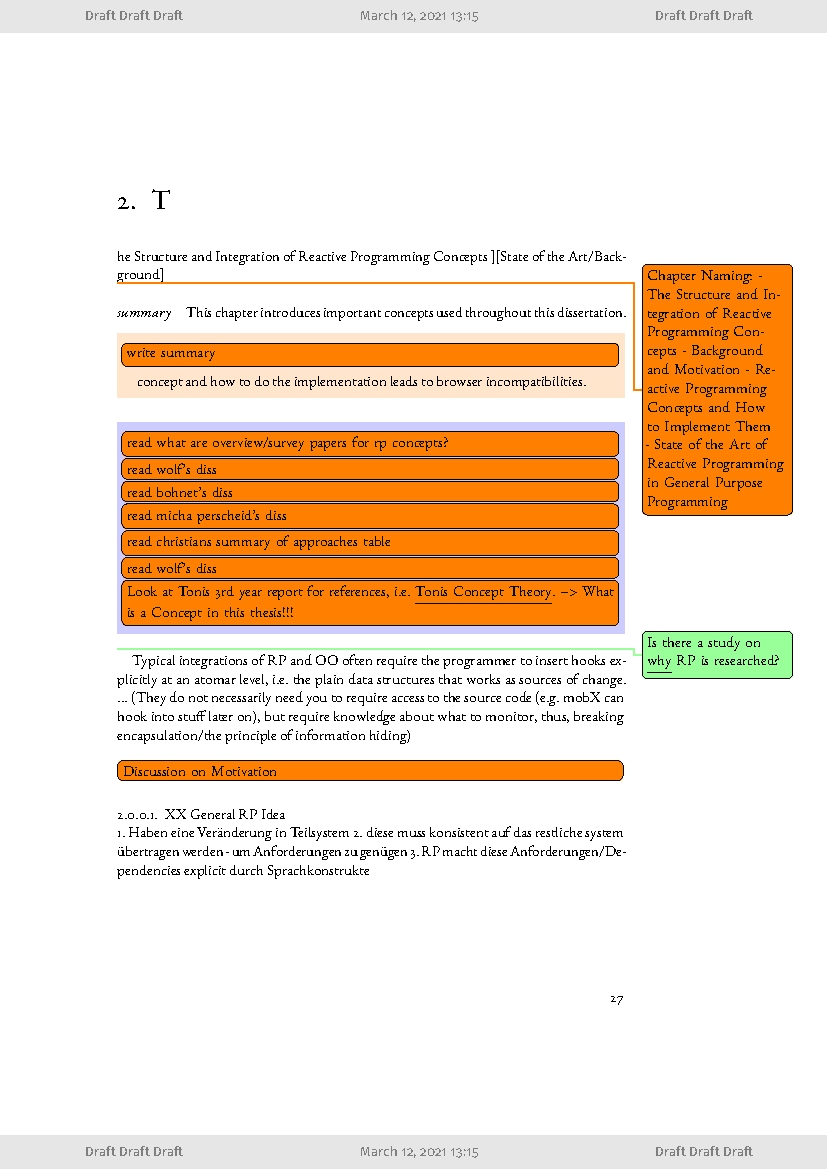 Draft Draft Draft March 12, 2021 13:15 Draft Draft Draft
2. T
he Structure and Integration of Reactive Programming Concepts ][State of the Art/Back-
ground]
summary This chapter introduces important concepts used throughout this dissertation.
write summary
concept and how to do the implementation leads to browser incompatibilities.
read what are overview/survey papers for rp concepts?
read wolf's diss
read bohnet's diss
read micha perscheid's diss
read christians summary of approaches table
read wolf's diss
Look at Tonis 3rd year report for references, i.e. Tonis Concept Theory. –> What
is a Concept in this thesis!!!
Typical integrations of RP and OO often require the programmer to insert hooks ex-
plicitly at an atomar level, i.e. the plain data structures that works as sources of change.
... (They do not necessarily need you to require access to the source code (e.g. mobX can
hook into stuff later on), but require knowledge about what to monitor, thus, breaking
encapsulation/the principle of information hiding)
Discussion on Motivation
2.0.0.1. XX General RP Idea
1. Haben eine Veränderung in Teilsystem 2. diese muss konsistent auf das restliche system
übertragen werden - um Anforderungen zu genügen 3. RP macht diese Anforderungen/De-
pendencies explicit durch Sprachkonstrukte
Chapter Naming: -
The Structure and In-
tegration of Reactive
Programming Con-
cepts - Background
and Motivation - Re-
active Programming
Concepts and How
to Implement Them
- State of the Art of
Reactive Programming
in General Purpose
Programming
Is there a study on
why RP is researched?
27
Draft Draft Draft March 12, 2021 13:15 Draft Draft Draft